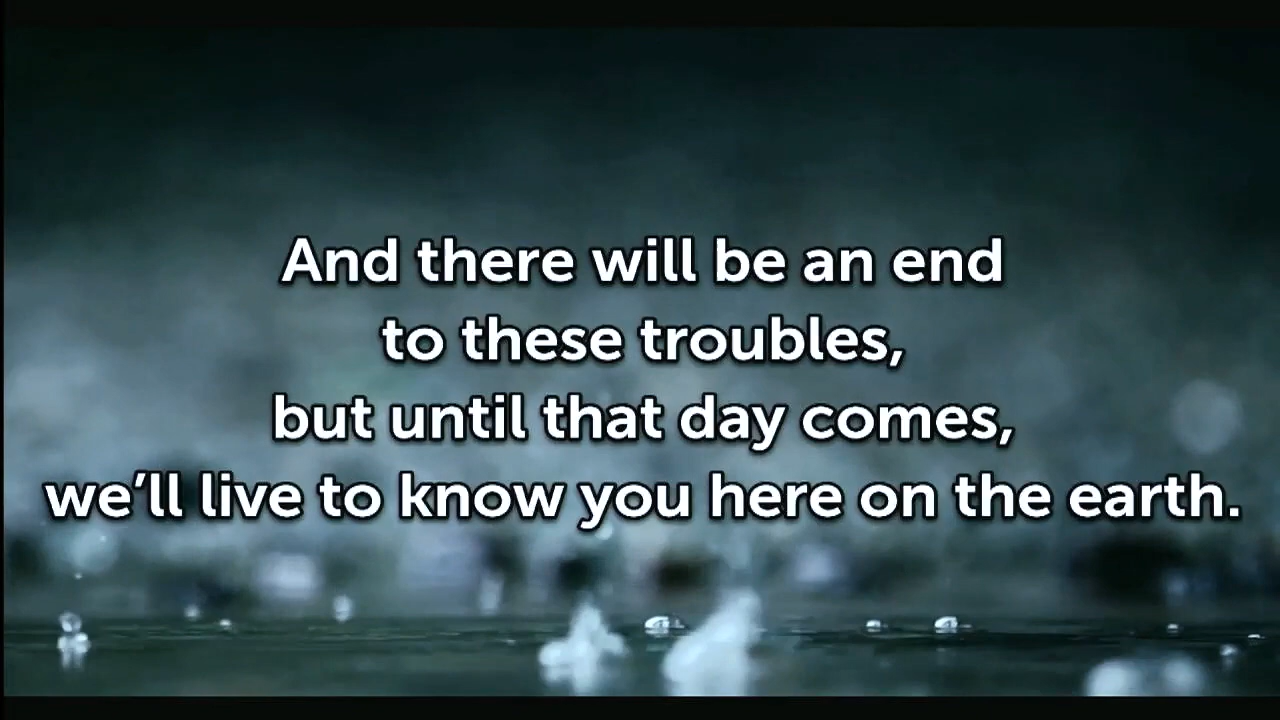 And there will be an end
to these troubles,
but until that day comes,
we’ll live to know you here on the earth.